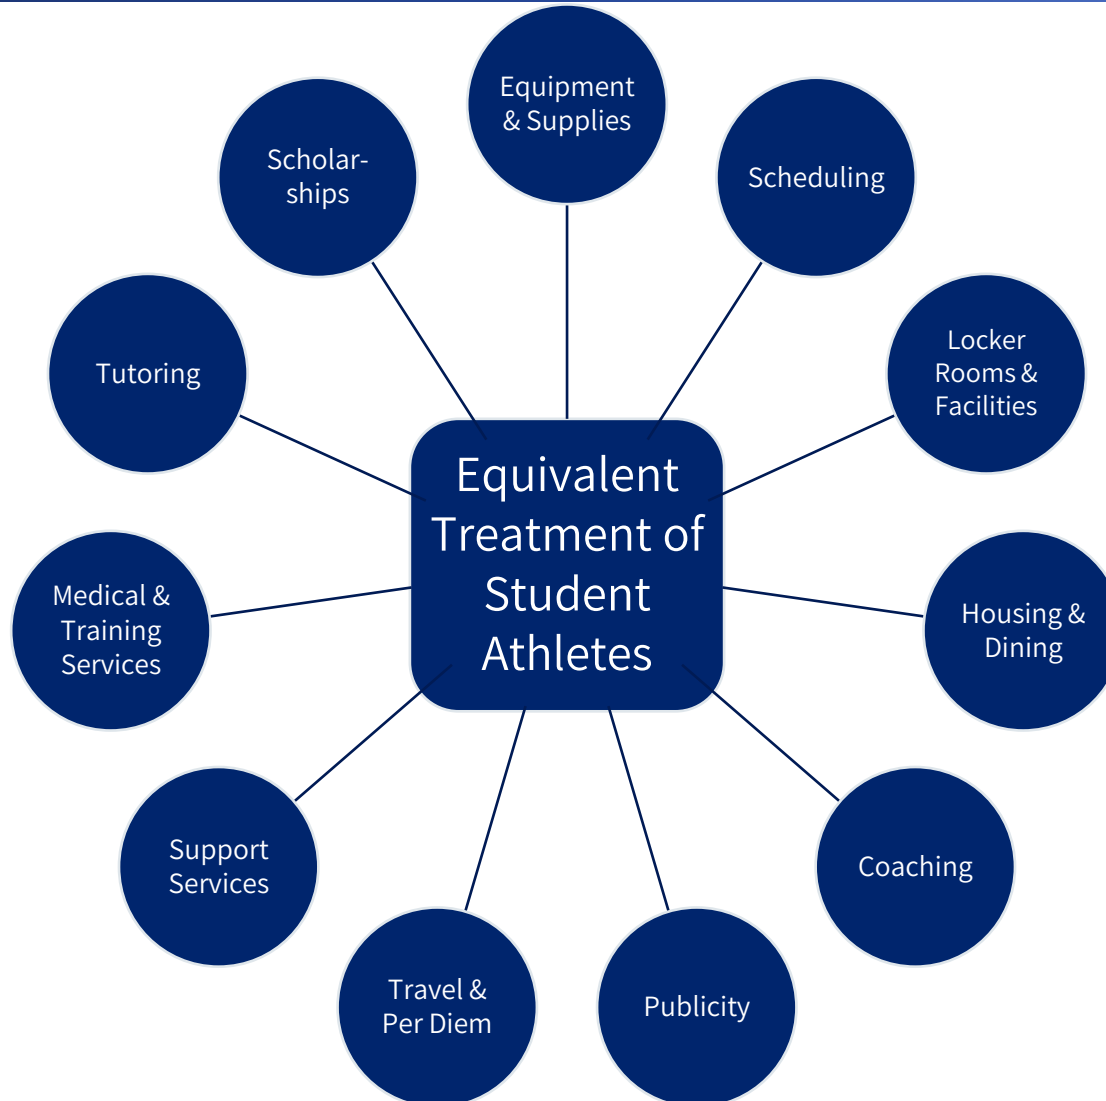 Equipment
& Supplies
Scheduling
Locker
Rooms &
Facilities
Housing &
Dining
Coaching
Publicity
Travel &
Per Diem
Support
Services
Medical &
Training
Services
Tutoring
Scholar-
ships
Equivalent
Treatment of
Student
Athletes